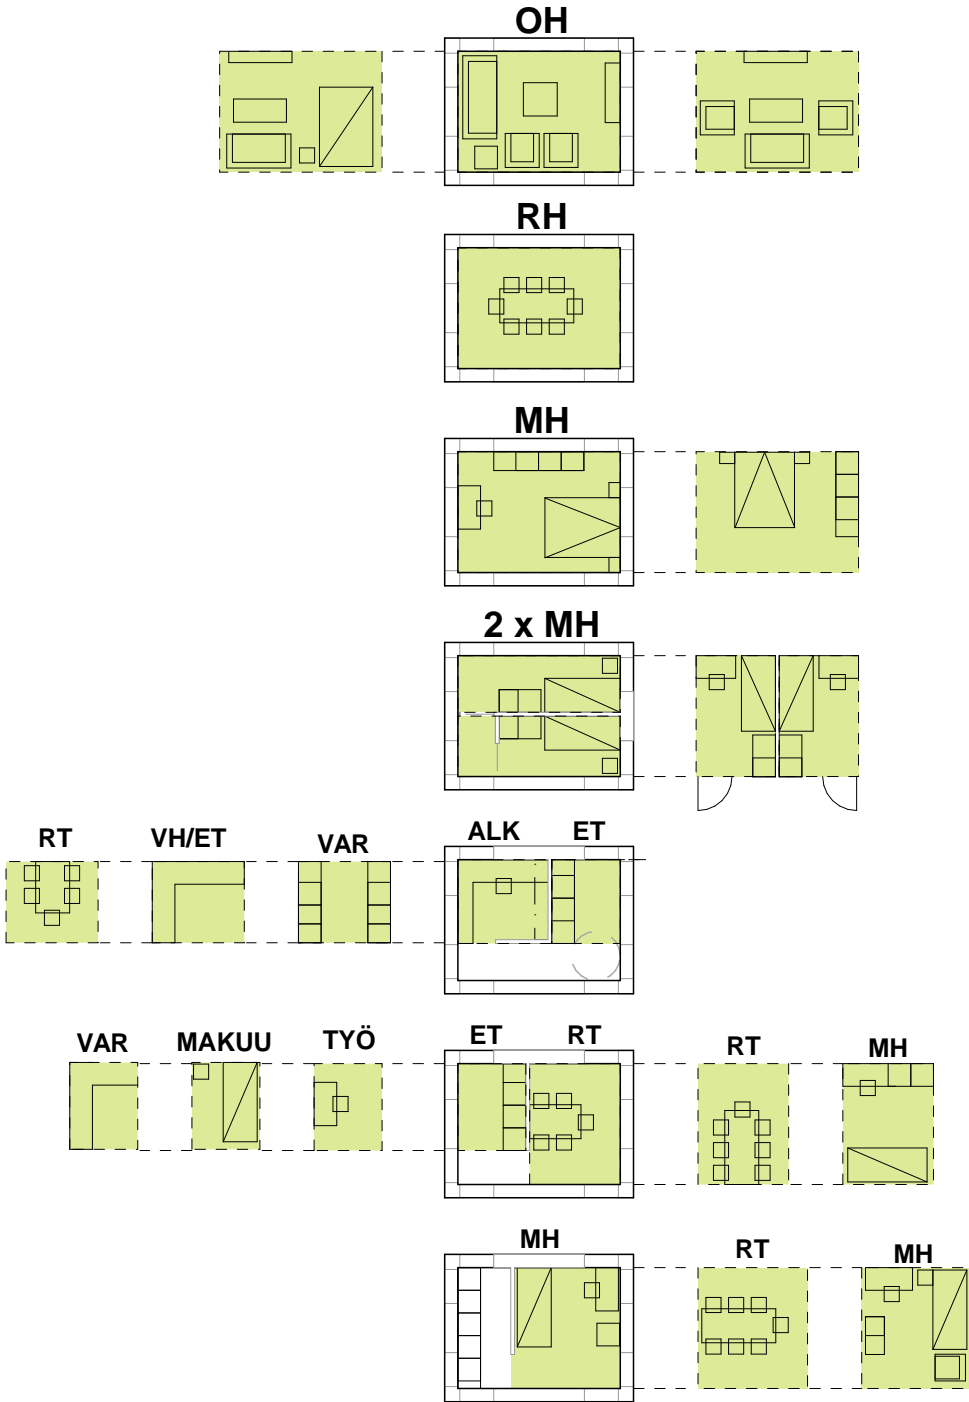 OH
RH
MH
2 x MH
RT VH/ET VAR ALK ET
VAR MAKUU TYÖ ET RT RT MH
MH RT MH